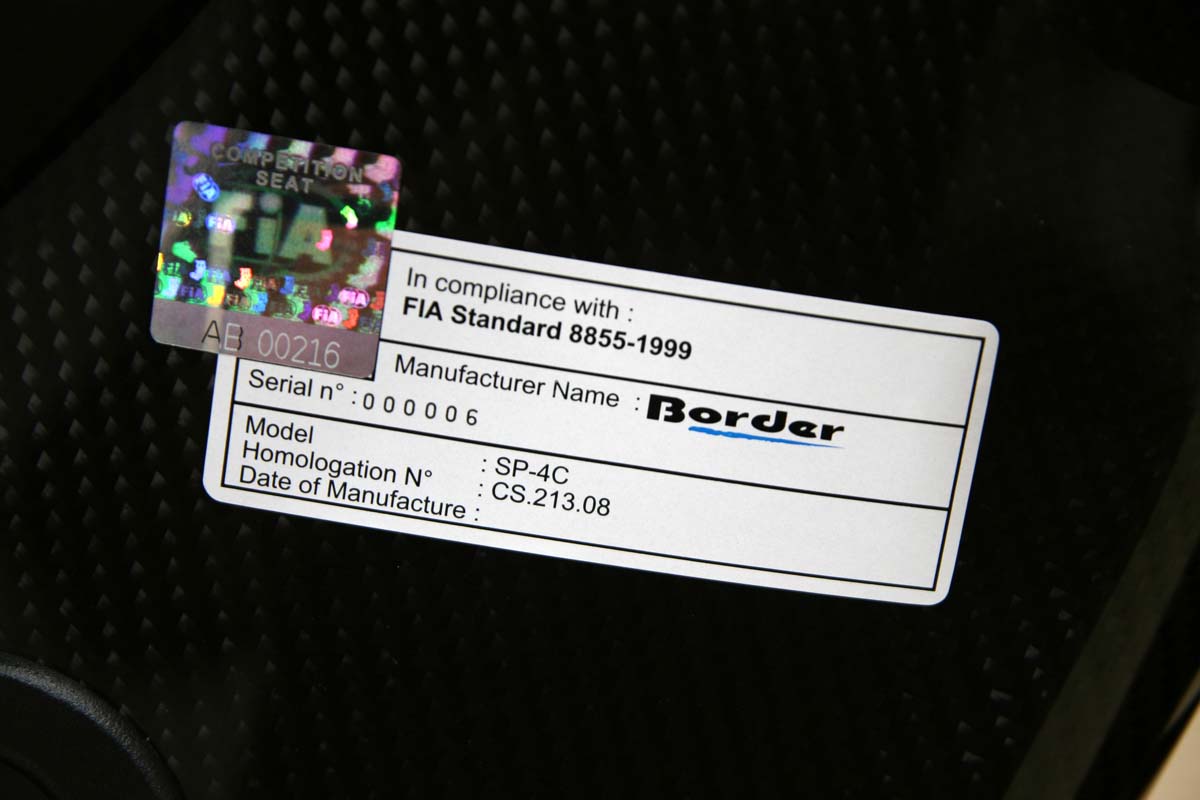 COMPETITION
SEAT
FiA
AB 00216
In compliance with :
FIA Standard 8855-1999
Manufacturer Name : Border
Serial n° : 000006
Model : SP-4C
Homologation N° : CS.213.08
Date of Manufacture :